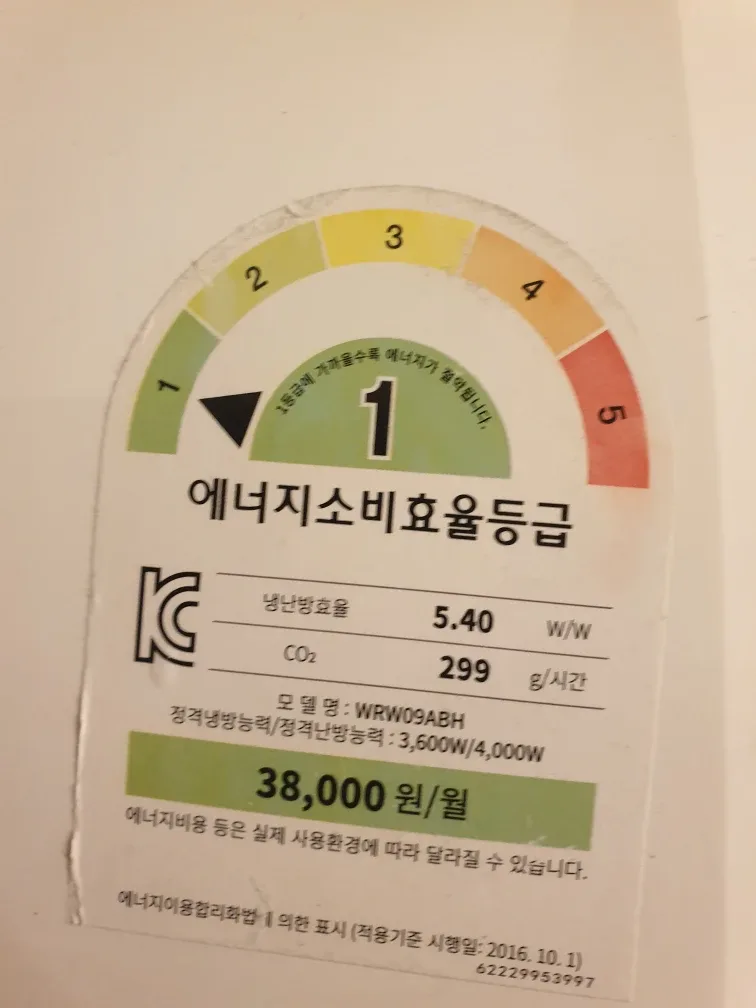 1 2 3 4 5
1등급에 가까울수록 에너지가 절약됩니다.
1
에너지소비효율등급
냉난방효율 5.40 W/W
CO₂ 299 g/시간
모 델 명 : WRW09ABH
정격냉방능력/정격난방능력 : 3,600W/4,000W
38,000 원/월
에너지비용 등은 실제 사용환경에 따라 달라질 수 있습니다.
에너지이용합리화법 의한 표시 (적용기준 시행일: 2016. 10. 1)
62229953997